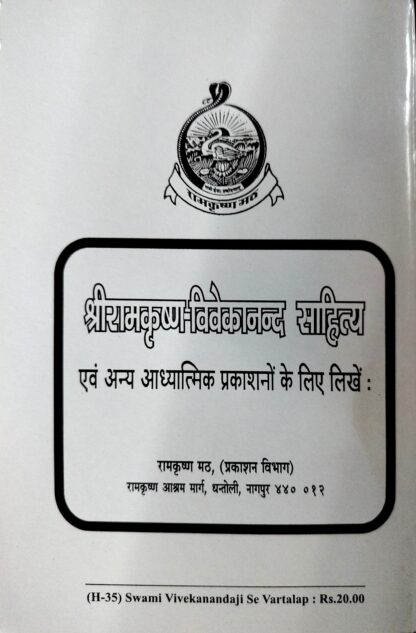 रामकृष्ण मठ
श्रीरामकृष्ण-विवेकानन्द साहित्य
एवं अन्य आध्यात्मिक प्रकाशनों के लिए लिखें :
रामकृष्ण मठ, (प्रकाशन विभाग)
रामकृष्ण आश्रम मार्ग, धन्तोली, नागपुर ४४० ०१२
(H-35) Swami Vivekanandaji Se Vartalap : Rs.20.00